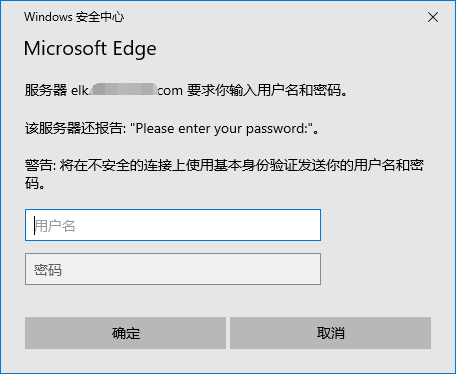 Windows 安全中心
Microsoft Edge
服务器 elk. com 要求你输入用户名和密码。
该服务器还报告: "Please enter your password:"。
警告: 将在不安全的连接上使用基本身份验证发送你的用户名和密
码。
用户名
密码
确定 取消